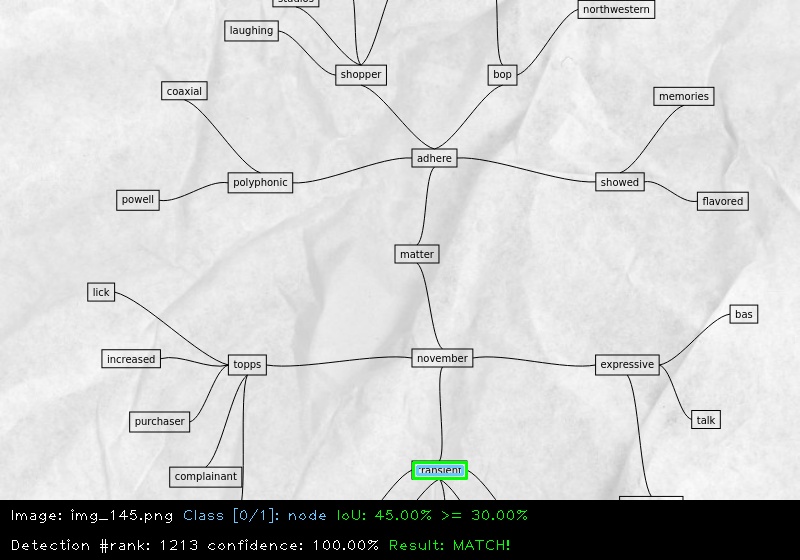 studios
northwestern
laughing
shopper
bop
coaxial
memories
adhere
polyphonic
showed
powell
flavored
matter
lick
bas
increased
topps
november
expressive
purchaser
talk
transient
complainant
Image: img_145.png Class [0/1]: node IoU: 45.00% >= 30.00%
Detection #rank: 1213 confidence: 100.00% Result: MATCH!